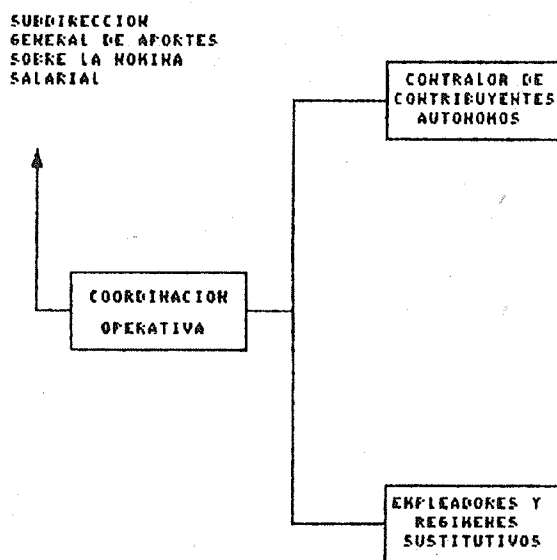 SUBDIRECCION
GENERAL DE APORTES
SOBRE LA NOMINA
SALARIAL
CONTRALOR DE
CONTRIBUYENTES
AUTONOMOS
COORDINACION
OPERATIVA
EMPLEADORES Y
REGIMENES
SUSTITUTIVOS